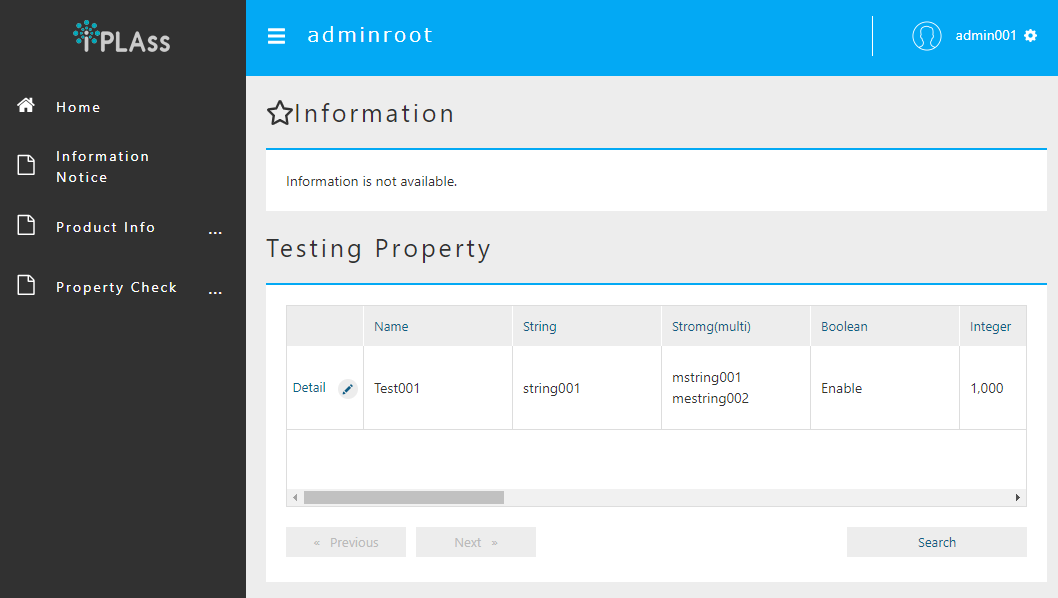 iPLAss
adminroot
admin001
Home
Information
Notice
Product Info ...
Property Check ...
Information
Information is not available.
Testing Property
Name String Stromg(multi) Boolean Integer
Detail Test001 string001 mstring001 Enable 1,000
mestring002
« Previous Next » Search